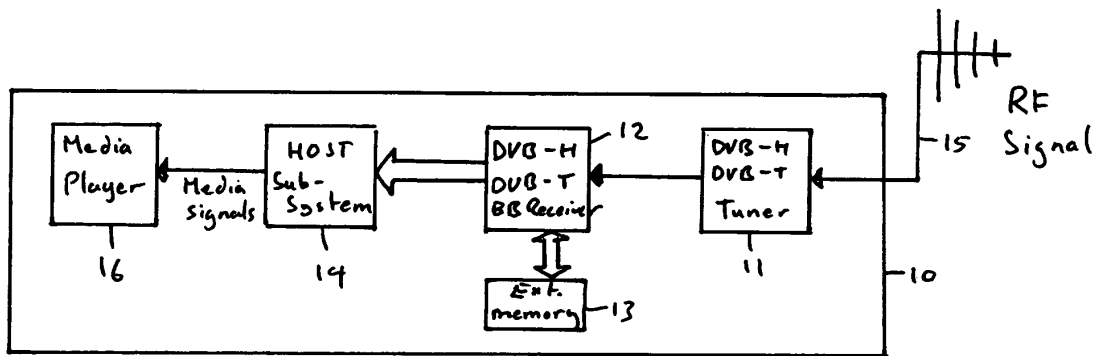 RF
Signal
15
Media
Player
16
Media
Signals
HOST
Sub-
System
14
12
DVB-H
DVB-T
BB Receiver
Ext.
memory
13
DVB-H
DVB-T
Tuner
11
10